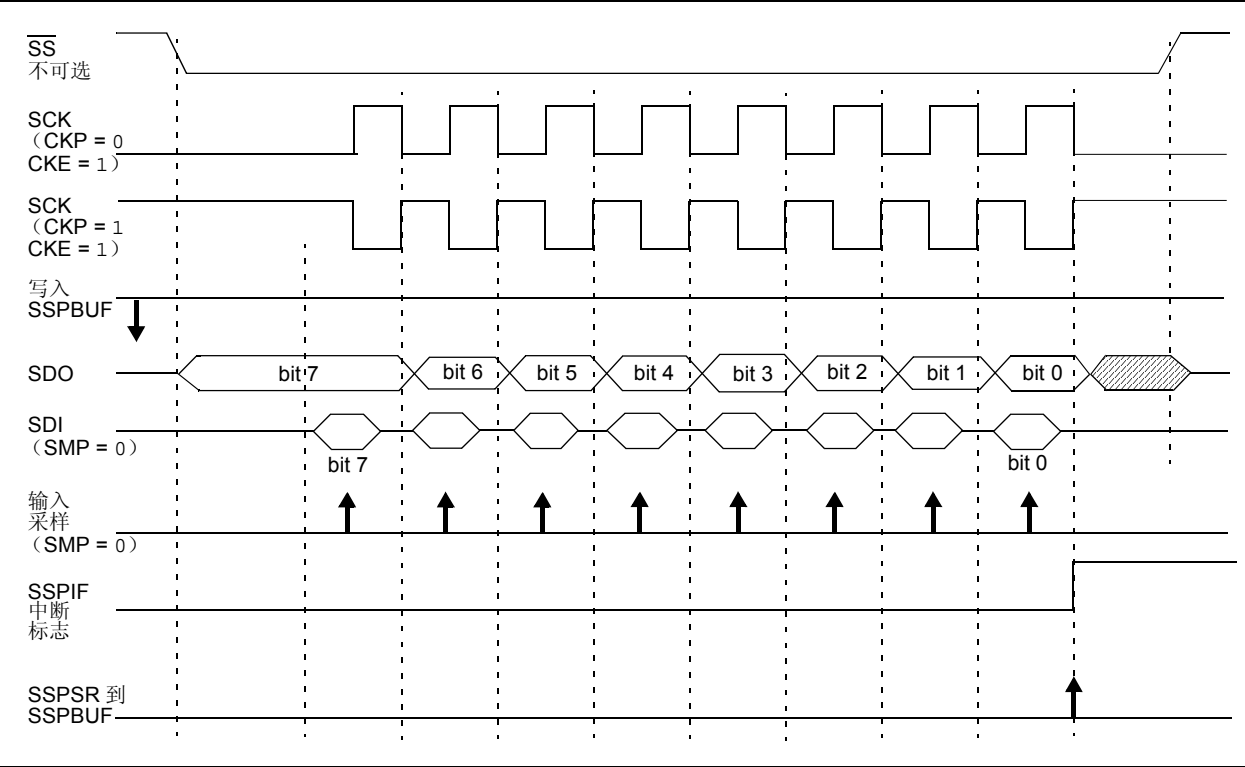 SS
不可选
SCK
（CKP = 0
CKE = 1）
SCK
（CKP = 1
CKE = 1）
写入
SSPBUF
SDO
bit 7
bit 6
bit 5
bit 4
bit 3
bit 2
bit 1
bit 0
SDI
（SMP = 0）
bit 7
bit 0
输入
采样
（SMP = 0）
SSPIF
中断
标志
SSPSR 到
SSPBUF